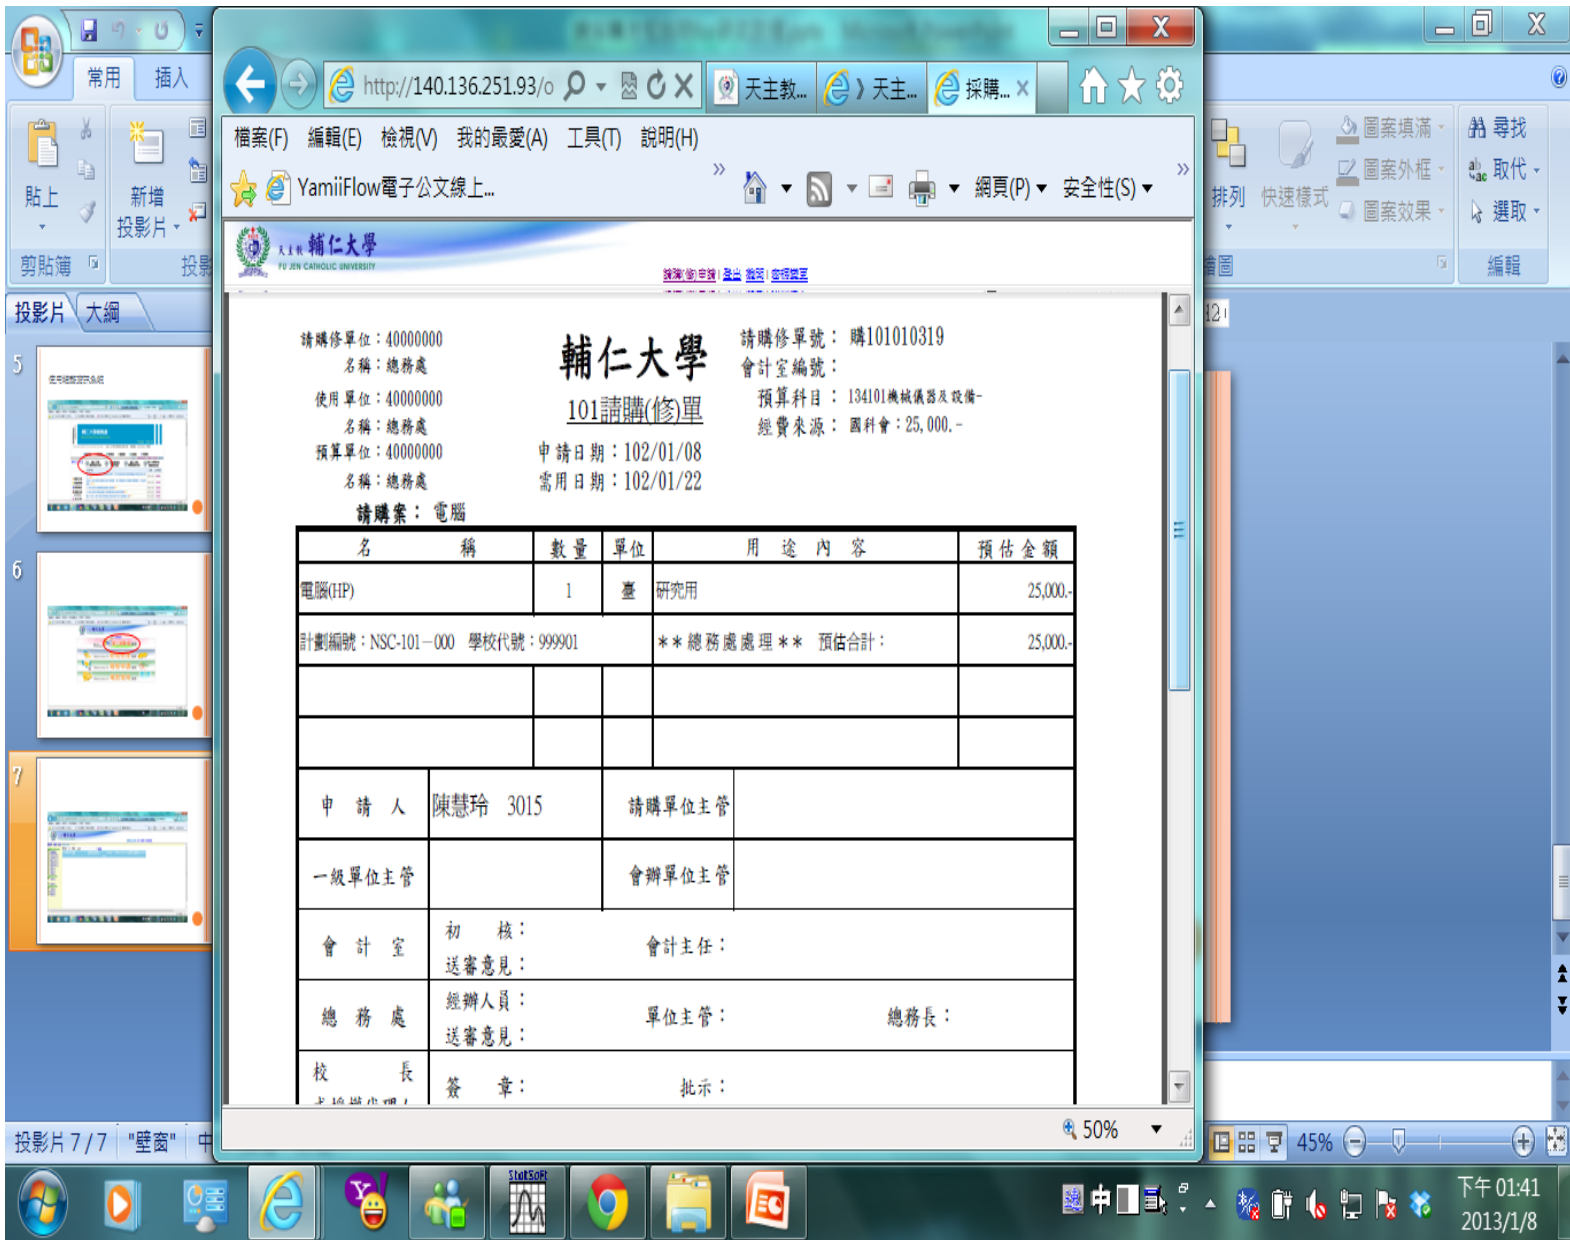 常用 插入
貼上
新增
投影片
剪貼簿
投影片 大綱
5
6
7
http://140.136.251.93/o
天主教...
》天主...
採購...
檔案(F) 編輯(E) 檢視(V) 我的最愛(A) 工具(T) 說明(H)
YamiiFlow電子公文線上...
網頁(P) 安全性(S)
天主教 輔仁大學
FU JEN CATHOLIC UNIVERSITY
請購修單位：40000000
名稱：總務處
使用單位：40000000
名稱：總務處
預算單位：40000000
名稱：總務處
輔仁大學
101請購(修)單
申請日期：102/01/08
需用日期：102/01/22
請購修單號： 購101010319
會計室編號：
預算科目： 134101機械儀器及設備-
經費來源： 國科會：25,000.-
請購案： 電腦
名 稱 數量 單位 用 途 內 容 預估金額
電腦(HP) 1 臺 研究用 25,000.-
計劃編號：NSC-101－000 學校代號：999901 ＊＊總務處處理＊＊ 預估合計： 25,000.-
申 請 人 陳慧玲 3015 請購單位主管
一級單位主管 會辦單位主管
會 計 室 初 核： 會計主任：
送審意見：
總 務 處 經辦人員： 單位主管： 總務長：
送審意見：
校 長
簽 章： 批示：
50%
排列 快速樣式
圖案填滿
圖案外框
圖案效果
尋找
取代
選取
編輯
12
投影片 7 / 7 "壁窗" 中
45%
StatSoft
中
下午 01:41
2013/1/8